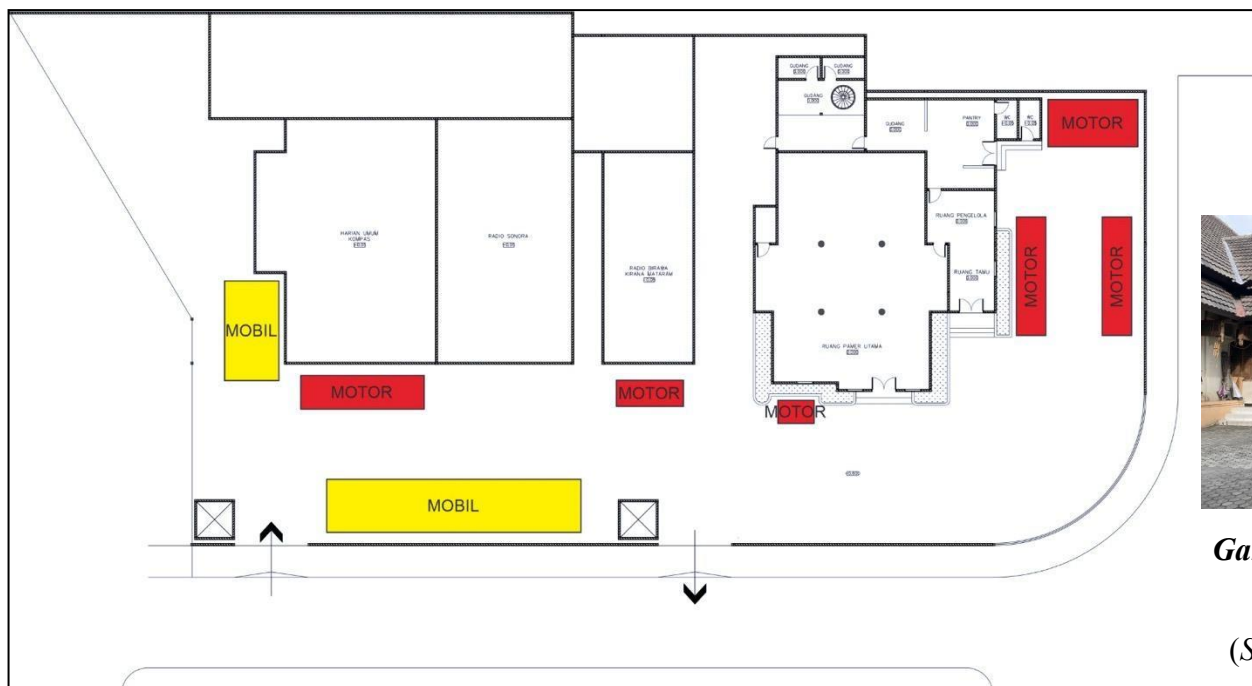 GUDANG
GUDANG
GUDANG
GUDANG
PANTRY
WC
WC
MOTOR
HARIAN UMUM
KOMPAS
RADIO SONORA
RADIO SWRAMA
KIRANA MATARAM
RUANG PENGELOLA
RUANG TAMU
MOTOR
MOTOR
MOBIL
RUANG PAMER UTAMA
MOTOR
MOTOR
MOTOR
MOBIL
Ga
(S